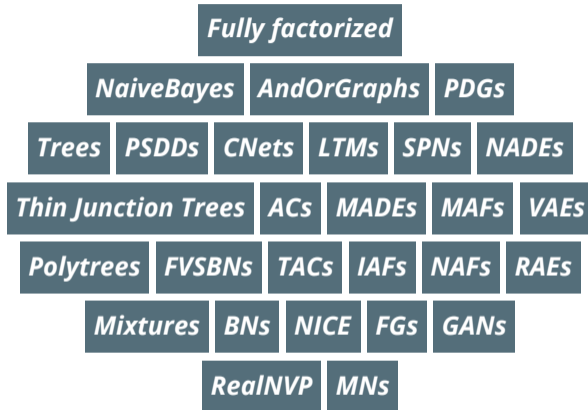 Fully factorized
NaiveBayes AndOrGraphs PDGs
Trees PSDDs CNets LTMs SPNs NADEs
Thin Junction Trees ACs MADEs MAFs VAEs
Polytrees FVSBNs TACs IAFs NAFs RAEs
Mixtures BNs NICE FGs GANs
RealNVP MNs